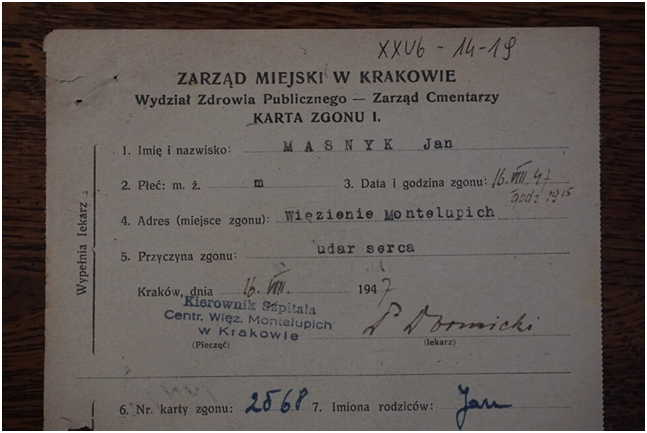 XXVb - 14-19
ZARZĄD MIEJSKI W KRAKOWIE
Wydział Zdrowia Publicznego — Zarząd Cmentarzy
KARTA ZGONU I.
1. Imię i nazwisko: MASNYK Jan
2. Płeć: m. ż. m 3. Data i godzina zgonu: 16. VIII. 47
godz 19 15
4. Adres (miejsce zgonu): Więzienie Montelupich
5. Przyczyna zgonu: udar serca
Kraków, dnia 16. VIII. 1947
Kierownik Szpitala
Centr. Więz. Montelupich
w Krakowie
(Pieczęć) (lekarz)
Wypełnia lekarz
6. Nr. karty zgonu: 2568 7. Imiona rodziców: Jan